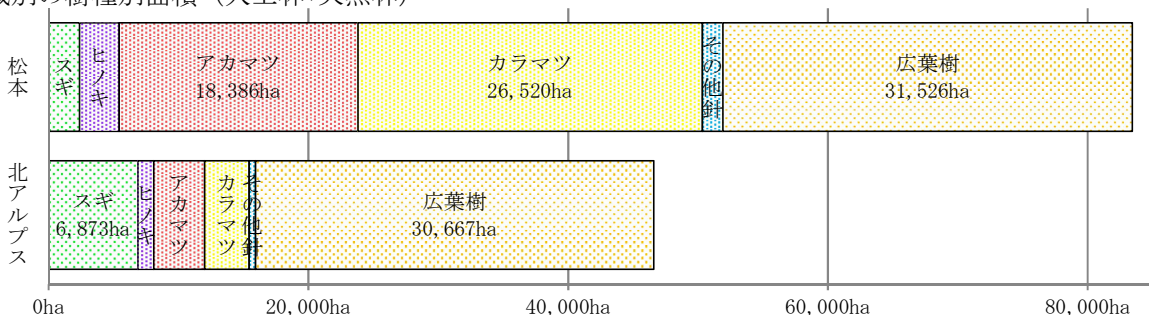 の樹種別面積（人工林+天然林）
松本
スギ
ヒノキ
アカマツ
18,386ha
カラマツ
26,520ha
その他針
広葉樹
31,526ha
北アルプス
スギ
6,873ha
ヒノキ
アカマツ
カラマツ
その他針
広葉樹
30,667ha
0ha 20,000ha 40,000ha 60,000ha 80,000ha